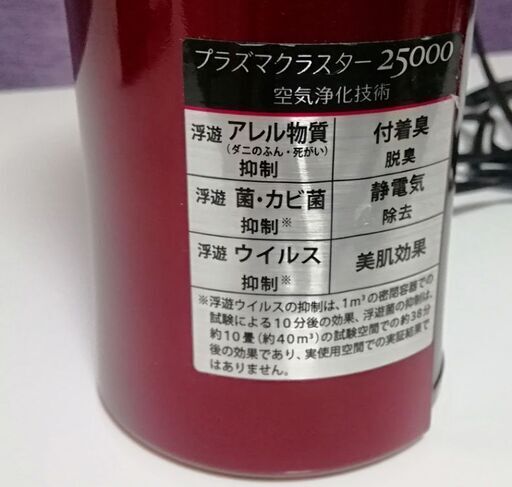 プラズマクラスター25000
空気浄化技術
浮遊 アレル物質
(ダニのふん・死がい)
抑制
付着臭
脱臭
浮遊 菌・カビ菌
抑制※
静電気
除去
浮遊 ウイルス
抑制※
美肌効果
※浮遊ウイルスの抑制は、1m³の密閉容器での
試験による10分後の効果、浮遊菌の抑制は、
約10畳(約40m³)の試験空間での約38分
後の効果であり、実使用空間での実証結果で
はありません。